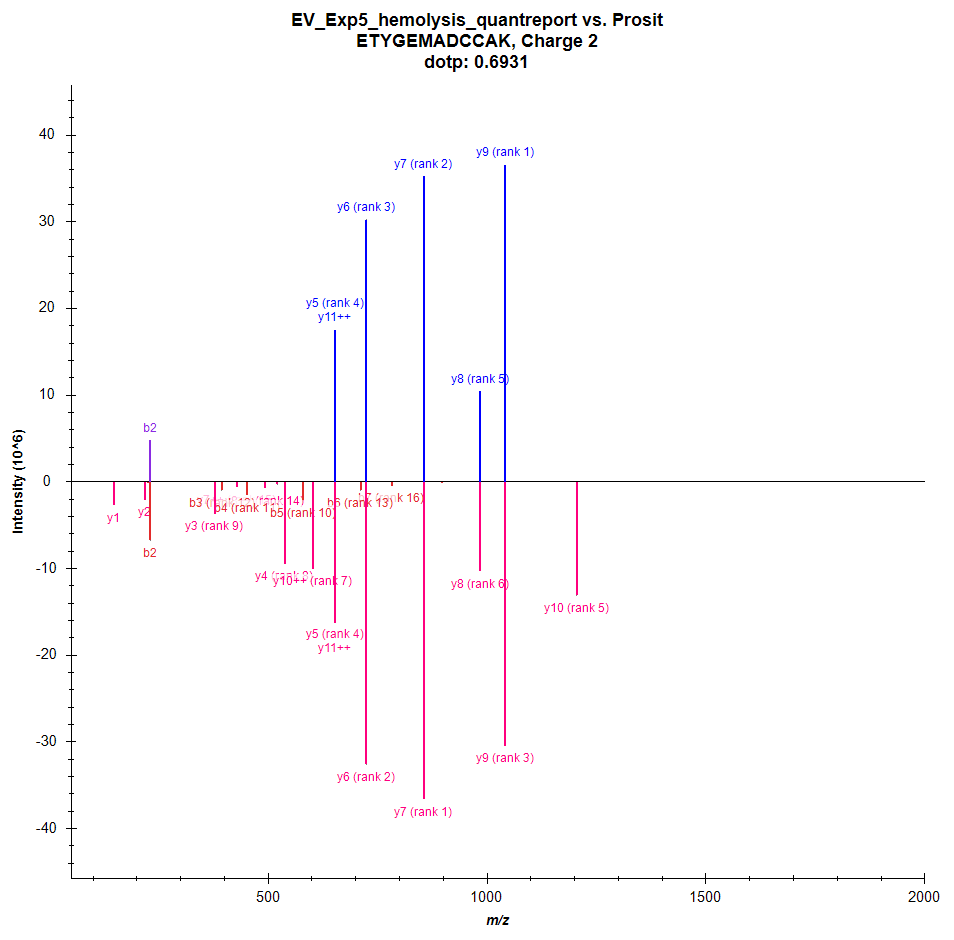 EV_Exp5_hemolysis_quantreport vs. Prosit
ETYGEMADCCAK, Charge 2
dotp: 0.6931
y9 (rank 1)
y7 (rank 2)
y6 (rank 3)
y5 (rank 4)
y11++
y8 (rank 5)
b2
40
30
20
10
0
-10
-20
-30
-40
Intensity (10^6)
y1
y2
b2
b3
y3 (rank 9)
b4
b5 (rank 10)
b6 (rank 13)
b7 (rank 16)
y4
y10++ (rank 7)
y8 (rank 6)
y10 (rank 5)
y5 (rank 4)
y11++
y9 (rank 3)
y6 (rank 2)
y7 (rank 1)
500
1000
1500
2000
m/z